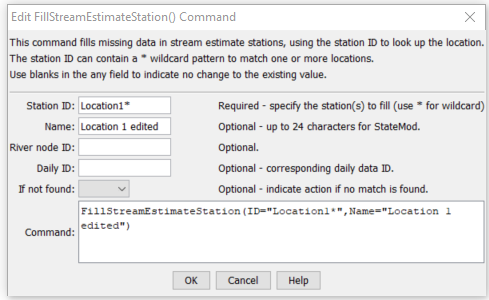 Edit FillStreamEstimateStation() Command
This command fills missing data in stream estimate stations, using the station ID to look up the location.
The station ID can contain a * wildcard pattern to match one or more locations.
Use blanks in the any field to indicate no change to the existing value.
Station ID: Location1* Required - specify the station(s) to fill (use * for wildcard)
Name: Location 1 edited Optional - up to 24 characters for StateMod.
River node ID: Optional.
Daily ID: Optional - corresponding daily data ID.
If not found: Optional - indicate action if no match is found.
Command: FillStreamEstimateStation(ID="Location1*",Name="Location 1
edited")
OK Cancel Help